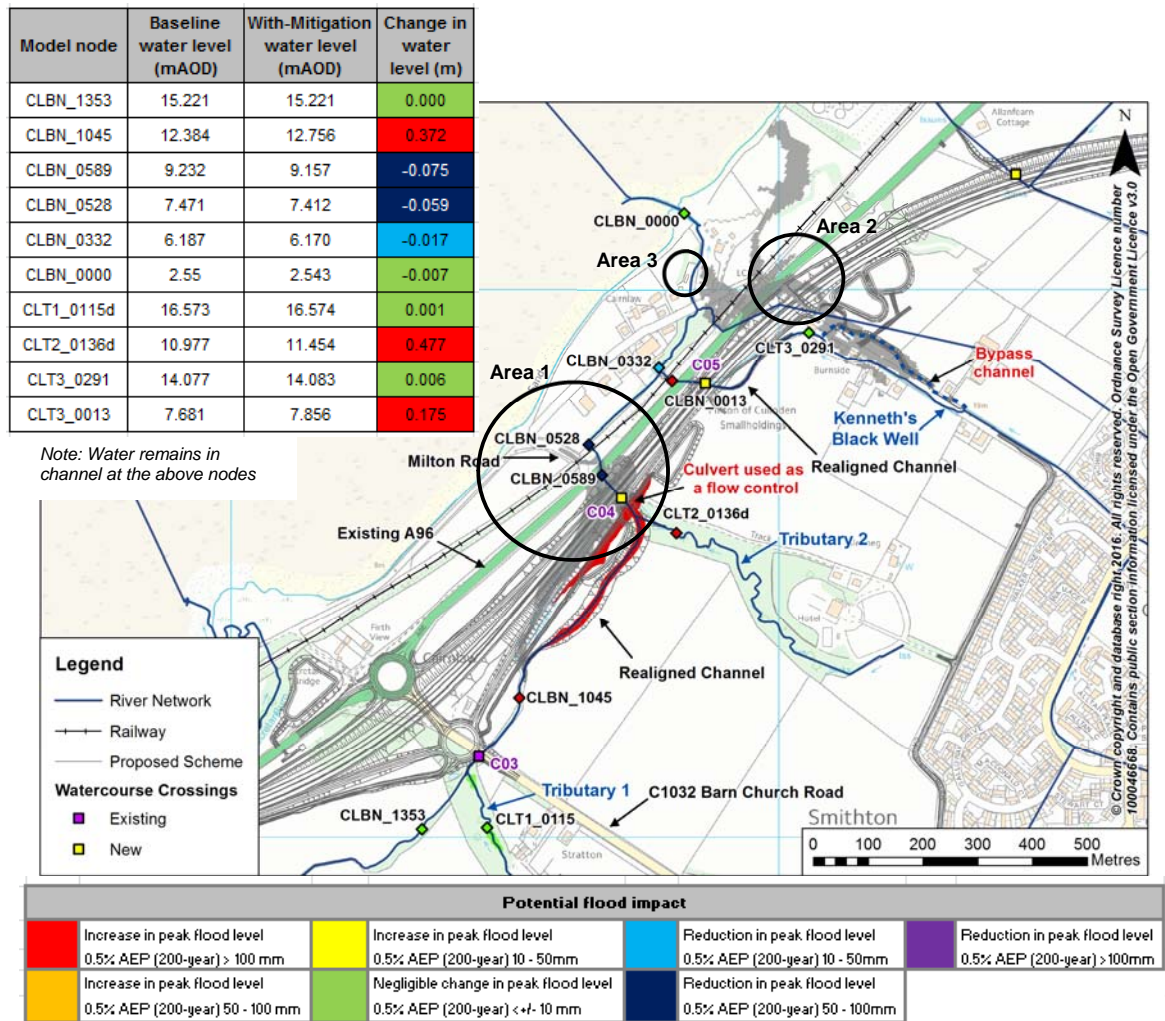 Model node | Baseline water level (mAOD) | With-Mitigation water level (mAOD) | Change in water level (m)
CLBN_1353 | 15.221 | 15.221 | 0.000
CLBN_1045 | 12.384 | 12.756 | 0.372
CLBN_0589 | 9.232 | 9.157 | -0.075
CLBN_0528 | 7.471 | 7.412 | -0.059
CLBN_0332 | 6.187 | 6.170 | -0.017
CLBN_0000 | 2.55 | 2.543 | -0.007
CLT1_0115d | 16.573 | 16.574 | 0.001
CLT2_0136d | 10.977 | 11.454 | 0.477
CLT3_0291 | 14.077 | 14.083 | 0.006
CLT3_0013 | 7.681 | 7.856 | 0.175
Note: Water remains in
channel at the above nodes
Allanfearn
Cottage
N
CLBN_0000
Area 2
Area 3
LC
Cairnlaw
CLBN_0332
C05
CLT3_0291
Burnside
Bypass
channel
Area 1
CLBN_0013
Culloden
Smallholdings
Kenneth's
Black Well
CLBN_0528
Milton Road
Realigned Channel
CLBN_0589
Culvert used as
a flow control
C04
CLT2_0136d
Existing A96
Track
Tributary 2
Hotel
Iss
Firth
View
Cairnlaw
Realigned Channel
CLBN_1045
C03
Tributary 1
C1032 Barn Church Road
CLBN_1353
CLT1_0115
Stratton
Smithton
0 100 200 300 400 500
Metres
© Crown copyright and database right 2016. All rights reserved. Ordnance Survey Licence number
100046668. Contains public section information licensed under the Open Government Licence v3.0
Legend
River Network
Railway
Proposed Scheme
Watercourse Crossings
Existing
New
Potential flood impact
Increase in peak flood level
0.5% AEP (200-year) > 100 mm
Increase in peak flood level
0.5% AEP (200-year) 10 - 50mm
Reduction in peak flood level
0.5% AEP (200-year) 10 - 50mm
Reduction in peak flood level
0.5% AEP (200-year) >100mm
Increase in peak flood level
0.5% AEP (200-year) 50 - 100 mm
Negligible change in peak flood level
0.5% AEP (200-year) <+/- 10 mm
Reduction in peak flood level
0.5% AEP (200-year) 50 - 100mm